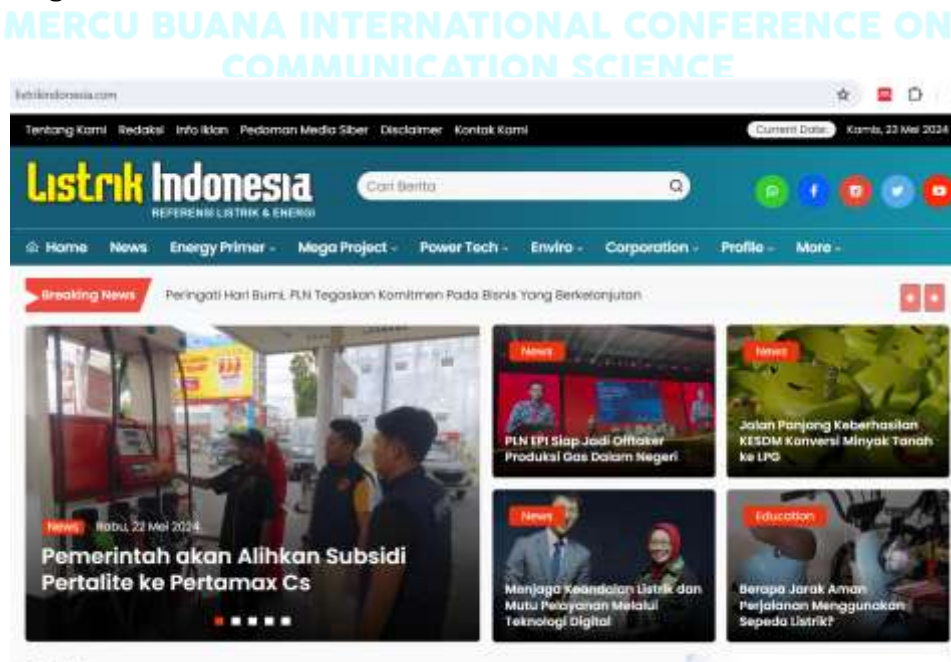 MERCU BUANA INTERNATIONAL CONFERENCE ON
COMMUNICATION SCIENCE
listrikindonesia.com
Tentang Kami Redaksi Info Iklan Pedoman Media Siber Disclaimer Kontak Kami Current Date: Kamis, 23 Mei 2024
Listrik Indonesia
REFERENSI LISTRIK & ENERGI
Cari Berita
Home News Energy Primer Mega Project Power Tech Enviro Corporation Profile More
Breaking News Peringati Hari Bumi, PLN Tegaskan Komitmen Pada Bisnis Yang Berkelanjutan
News Rabu, 22 Mei 2024
Pemerintah akan Alihkan Subsidi
Pertalite ke Pertamax Cs
News
PLN EPI Siap Jadi Offtaker
Produksi Gas Dalam Negeri
News
Jalan Panjang Keberhasilan
KESDM Konversi Minyak Tanah
ke LPG
News
Menjaga Keandalan Listrik dan
Mutu Pelayanan Melalui
Teknologi Digital
Education
Berapa Jarak Aman
Perjalanan Menggunakan
Sepeda Listrik?